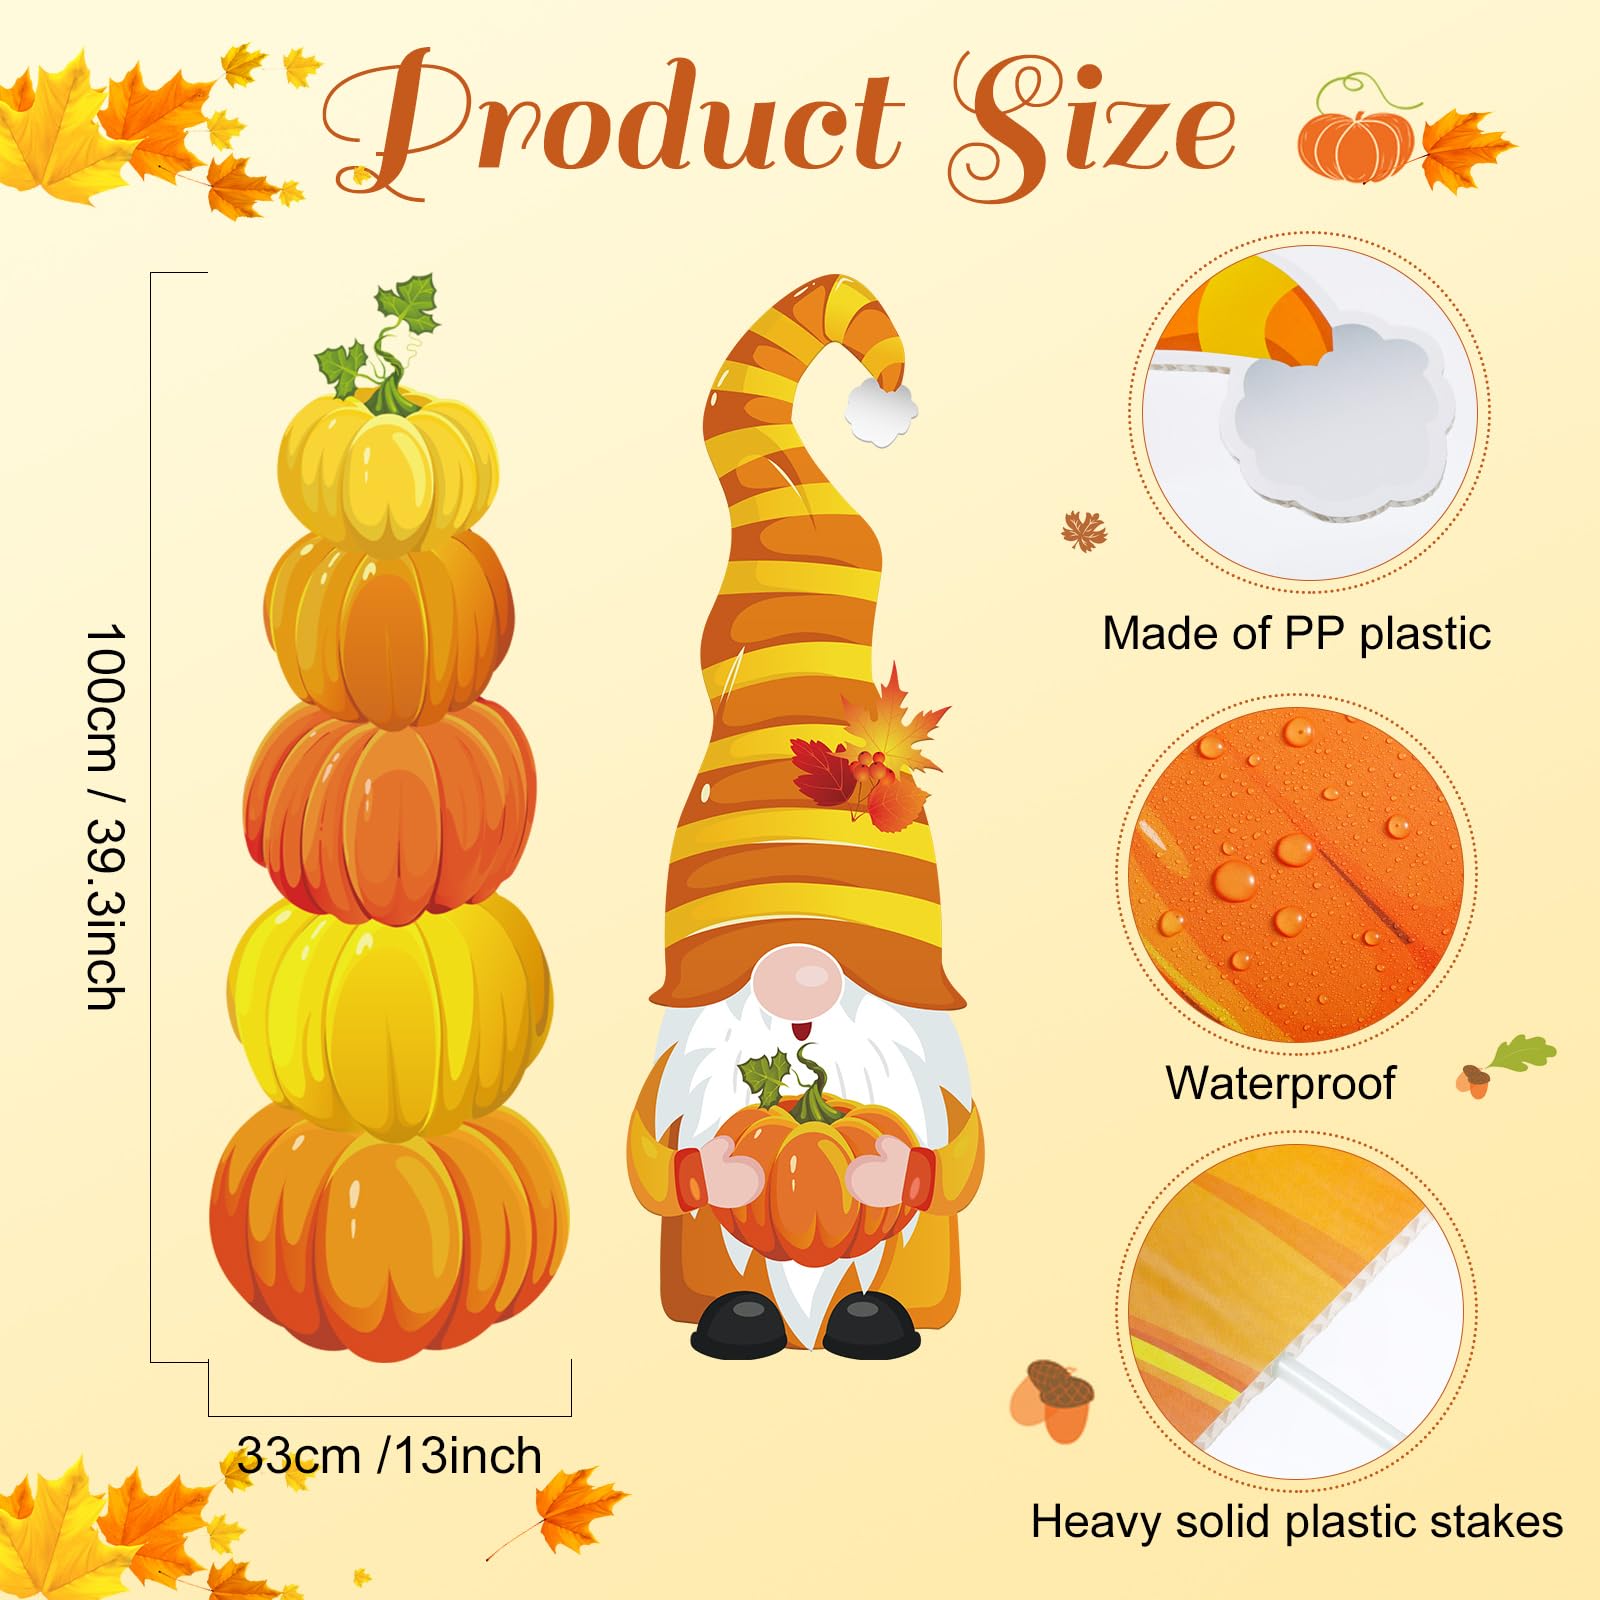 Product Size
100cm / 39.3inch
33cm /13inch
Made of PP plastic
Waterproof
Heavy solid plastic stakes